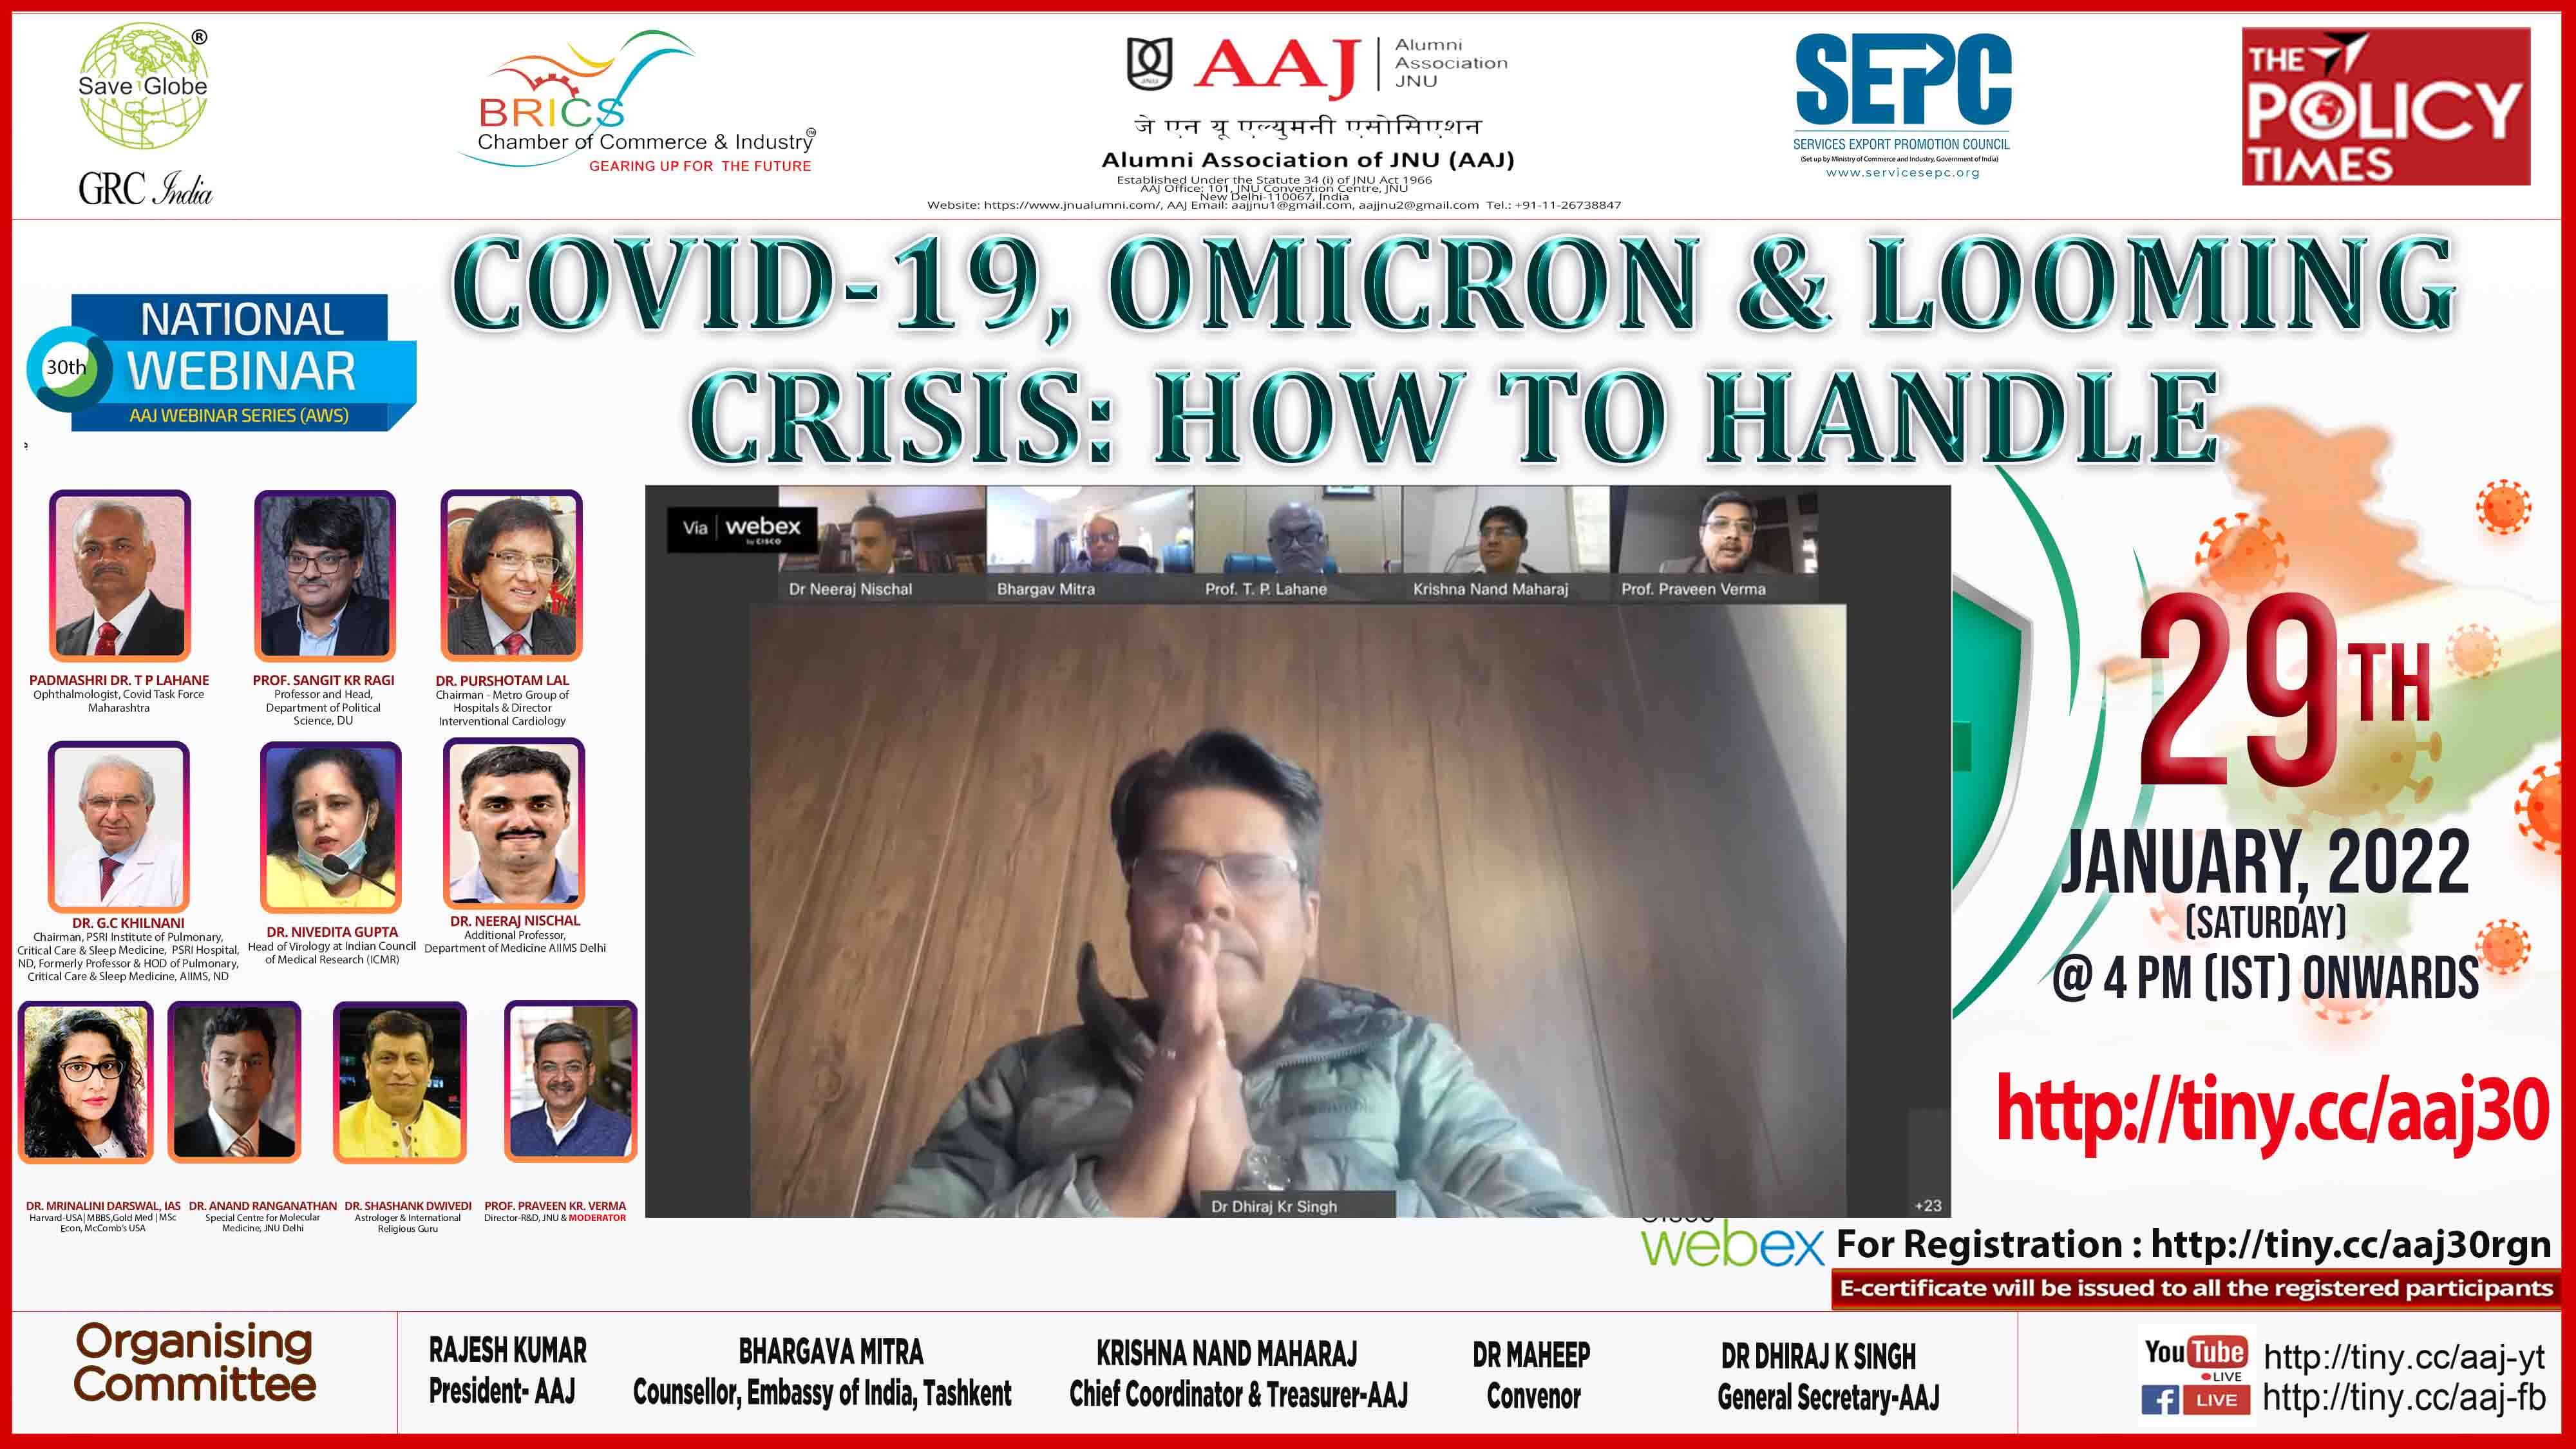 Save Globe
®
GRC India
BRICS
Chamber of Commerce & Industry
GEARING UP FOR THE FUTURE
JNU
AAJ
Alumni
Association
JNU
जे एन यू एल्युमनी एसोसिएशन
Alumni Association of JNU (AAJ)
Established Under the Statute 34 (i) of JNU Act 1966
AAJ Office: 101, JNU Convention Centre, JNU
New Delhi-110067, India
Website: https://www.jnualumni.com/, AAJ Email: aajjnu1@gmail.com, aajjnu2@gmail.com Tel.: +91-11-26738847
SEPC
SERVICES EXPORT PROMOTION COUNCIL
(Set up by Ministry of Commerce and Industry, Government of India)
www.servicesepc.org
THE
POLICY
TIMES
COVID-19, OMICRON & LOOMING
CRISIS: HOW TO HANDLE
30th
NATIONAL
WEBINAR
AAJ WEBINAR SERIES (AWS)
PADMASHRI DR. T P LAHANE
Ophthalmologist, Covid Task Force
Maharashtra
PROF. SANGIT KR RAGI
Professor and Head,
Department of Political
Science, DU
DR. PURSHOTAM LAL
Chairman - Metro Group of
Hospitals & Director
Interventional Cardiology
DR. G.C KHILNANI
Chairman, PSRI Institute of Pulmonary,
Critical Care & Sleep Medicine, PSRI Hospital,
ND, Formerly Professor & HOD of Pulmonary,
Critical Care & Sleep Medicine, AIIMS, ND
DR. NIVEDITA GUPTA
Head of Virology at Indian Council
of Medical Research (ICMR)
DR. NEERAJ NISCHAL
Additional Professor,
Department of Medicine AIIMS Delhi
DR. MRINALINI DARSWAL, IAS
Harvard-USA| MBBS,Gold Med | MSc
Econ, McComb's USA
DR. ANAND RANGANATHAN
Special Centre for Molecular
Medicine, JNU Delhi
DR. SHASHANK DWIVEDI
Astrologer & International
Religious Guru
PROF. PRAVEEN KR. VERMA
Director-R&D, JNU & MODERATOR
Via webex
by CISCO
Dr Neeraj Nischal
Bhargav Mitra
Prof. T. P. Lahane
Krishna Nand Maharaj
Prof. Praveen Verma
Dr Dhiraj Kr Singh
+23
29TH
JANUARY, 2022
(SATURDAY)
@ 4 PM (IST) ONWARDS
http://tiny.cc/aaj30
webex
For Registration : http://tiny.cc/aaj30rgn
E-certificate will be issued to all the registered participants
Organising
Committee
RAJESH KUMAR
President- AAJ
BHARGAVA MITRA
Counsellor, Embassy of India, Tashkent
KRISHNA NAND MAHARAJ
Chief Coordinator & Treasurer-AAJ
DR MAHEEP
Convenor
DR DHIRAJ K SINGH
General Secretary-AAJ
YouTube
LIVE
http://tiny.cc/aaj-yt
f LIVE
http://tiny.cc/aaj-fb